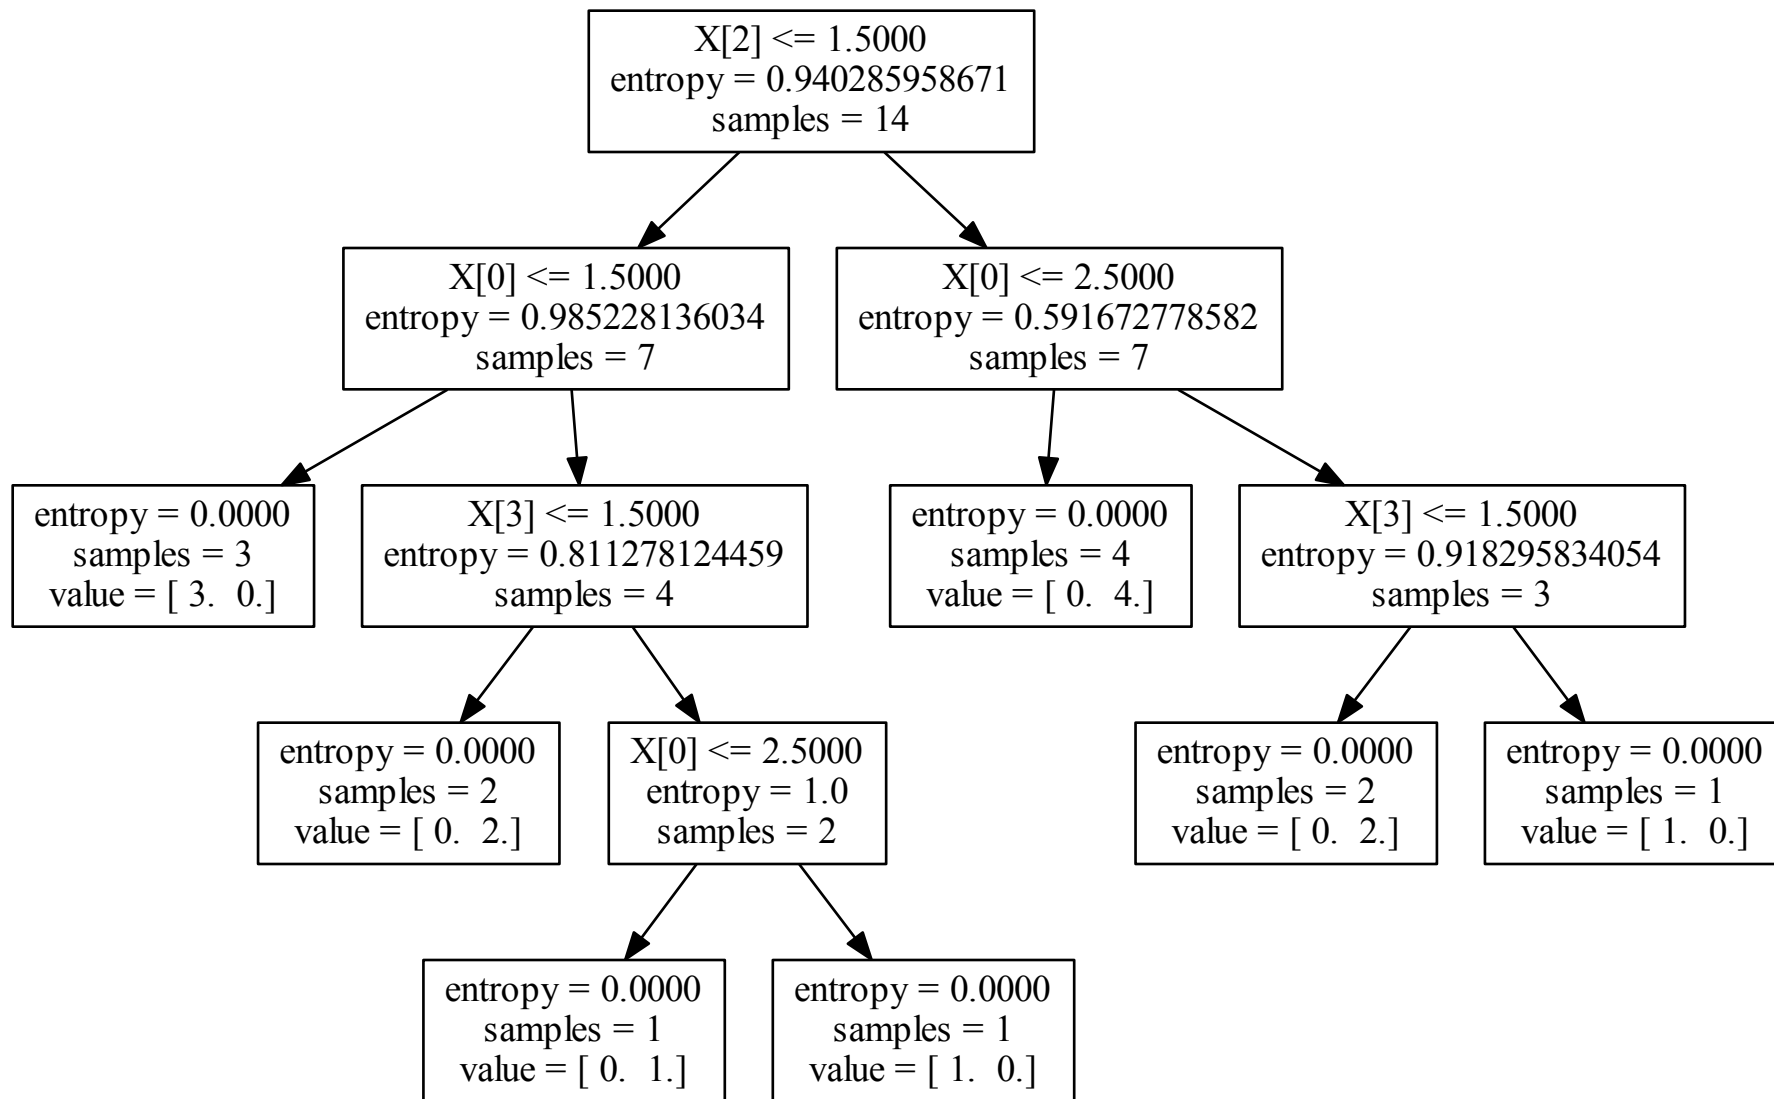 X[2] <= 1.5000
entropy = 0.940285958671
samples = 14
X[0] <= 1.5000
entropy = 0.985228136034
samples = 7
X[0] <= 2.5000
entropy = 0.591672778582
samples = 7
entropy = 0.0000
samples = 3
value = [ 3.  0.]
X[3] <= 1.5000
entropy = 0.811278124459
samples = 4
entropy = 0.0000
samples = 4
value = [ 0.  4.]
X[3] <= 1.5000
entropy = 0.918295834054
samples = 3
entropy = 0.0000
samples = 2
value = [ 0.  2.]
X[0] <= 2.5000
entropy = 1.0
samples = 2
entropy = 0.0000
samples = 2
value = [ 0.  2.]
entropy = 0.0000
samples = 1
value = [ 1.  0.]
entropy = 0.0000
samples = 1
value = [ 0.  1.]
entropy = 0.0000
samples = 1
value = [ 1.  0.]